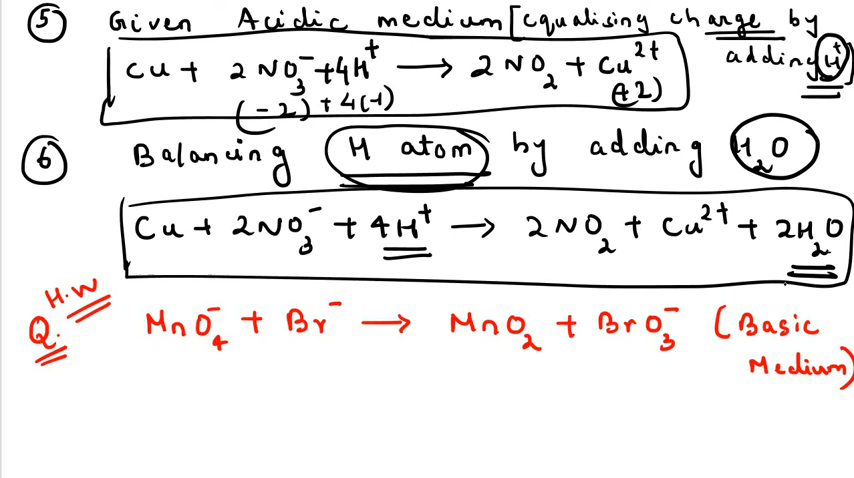 ⑤ Given Acidic medium [equalising charge by adding H⁺]
Cu + 2NO₃⁻ + 4H⁺ ⟶ 2NO₂ + Cu²⁺
(-2) + 4(-1) (+2)
⑥ Balancing H atom by adding H₂O
Cu + 2NO₃⁻ + 4H⁺ ⟶ 2NO₂ + Cu²⁺ + 2H₂O
H.W
Q. MnO₄⁻ + Br⁻ ⟶ MnO₂ + BrO₃⁻ (Basic Medium)